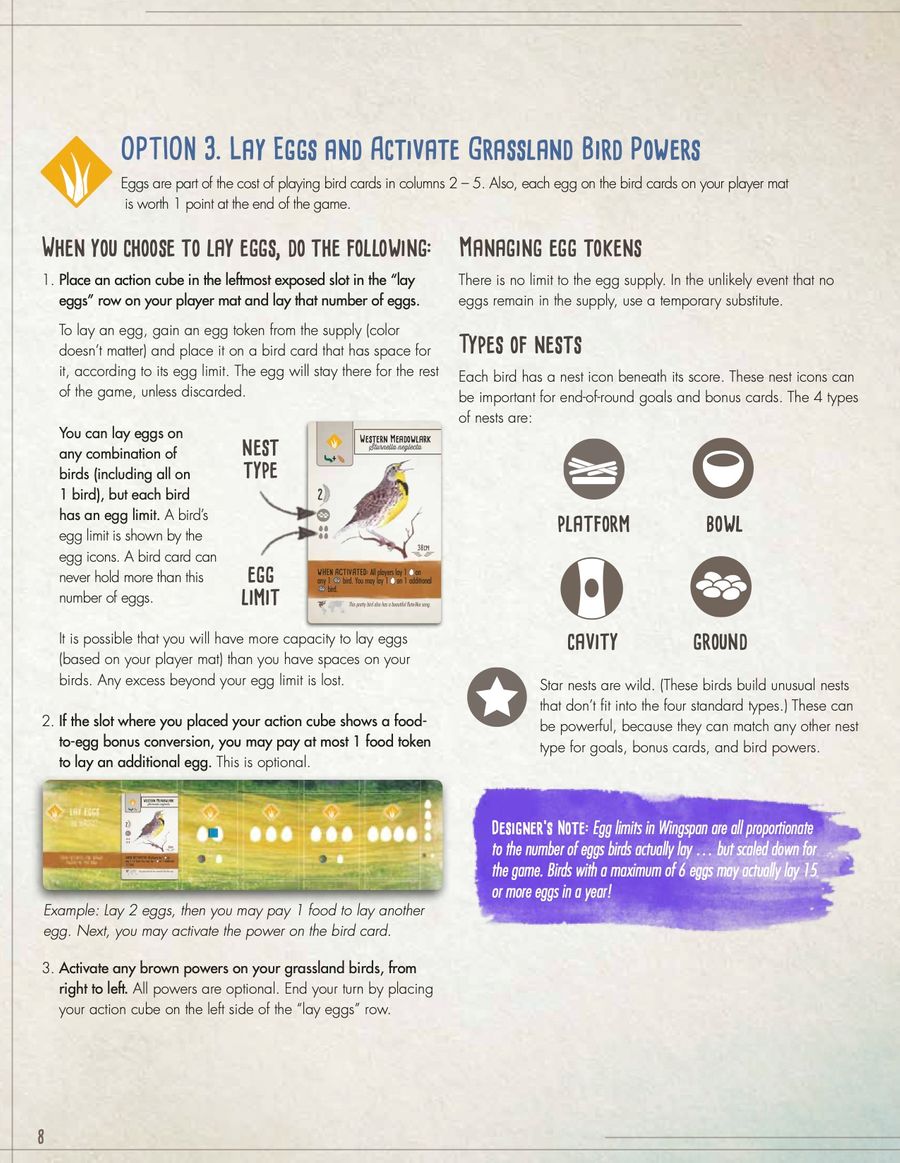 OPTION 3. Lay Eggs and Activate Grassland Bird Powers
Eggs are part of the cost of playing bird cards in columns 2 – 5. Also, each egg on the bird cards on your player mat
is worth 1 point at the end of the game.
When you choose to lay eggs, do the following:
1. Place an action cube in the leftmost exposed slot in the “lay
eggs” row on your player mat and lay that number of eggs.
To lay an egg, gain an egg token from the supply (color
doesn’t matter) and place it on a bird card that has space for
it, according to its egg limit. The egg will stay there for the rest
of the game, unless discarded.
You can lay eggs on
any combination of
birds (including all on
1 bird), but each bird
has an egg limit. A bird’s
egg limit is shown by the
egg icons. A bird card can
never hold more than this
number of eggs.
NEST
TYPE
EGG
LIMIT
Western Meadowlark
Sturnella neglecta
2
38cm
WHEN ACTIVATED: All players lay 1 on
any 1 bird. You may lay 1 on 1 additional
bird.
This pretty bird also has a beautiful flute-like song.
It is possible that you will have more capacity to lay eggs
(based on your player mat) than you have spaces on your
birds. Any excess beyond your egg limit is lost.
2. If the slot where you placed your action cube shows a food-
to-egg bonus conversion, you may pay at most 1 food token
to lay an additional egg. This is optional.
LAY EGGS
Western Meadowlark
Example: Lay 2 eggs, then you may pay 1 food to lay another
egg. Next, you may activate the power on the bird card.
3. Activate any brown powers on your grassland birds, from
right to left. All powers are optional. End your turn by placing
your action cube on the left side of the “lay eggs” row.
Managing egg tokens
There is no limit to the egg supply. In the unlikely event that no
eggs remain in the supply, use a temporary substitute.
Types of nests
Each bird has a nest icon beneath its score. These nest icons can
be important for end-of-round goals and bonus cards. The 4 types
of nests are:
PLATFORM
BOWL
CAVITY
GROUND
Star nests are wild. (These birds build unusual nests
that don’t fit into the four standard types.) These can
be powerful, because they can match any other nest
type for goals, bonus cards, and bird powers.
Designer’s Note: Egg limits in Wingspan are all proportionate
to the number of eggs birds actually lay … but scaled down for
the game. Birds with a maximum of 6 eggs may actually lay 15
or more eggs in a year!
8